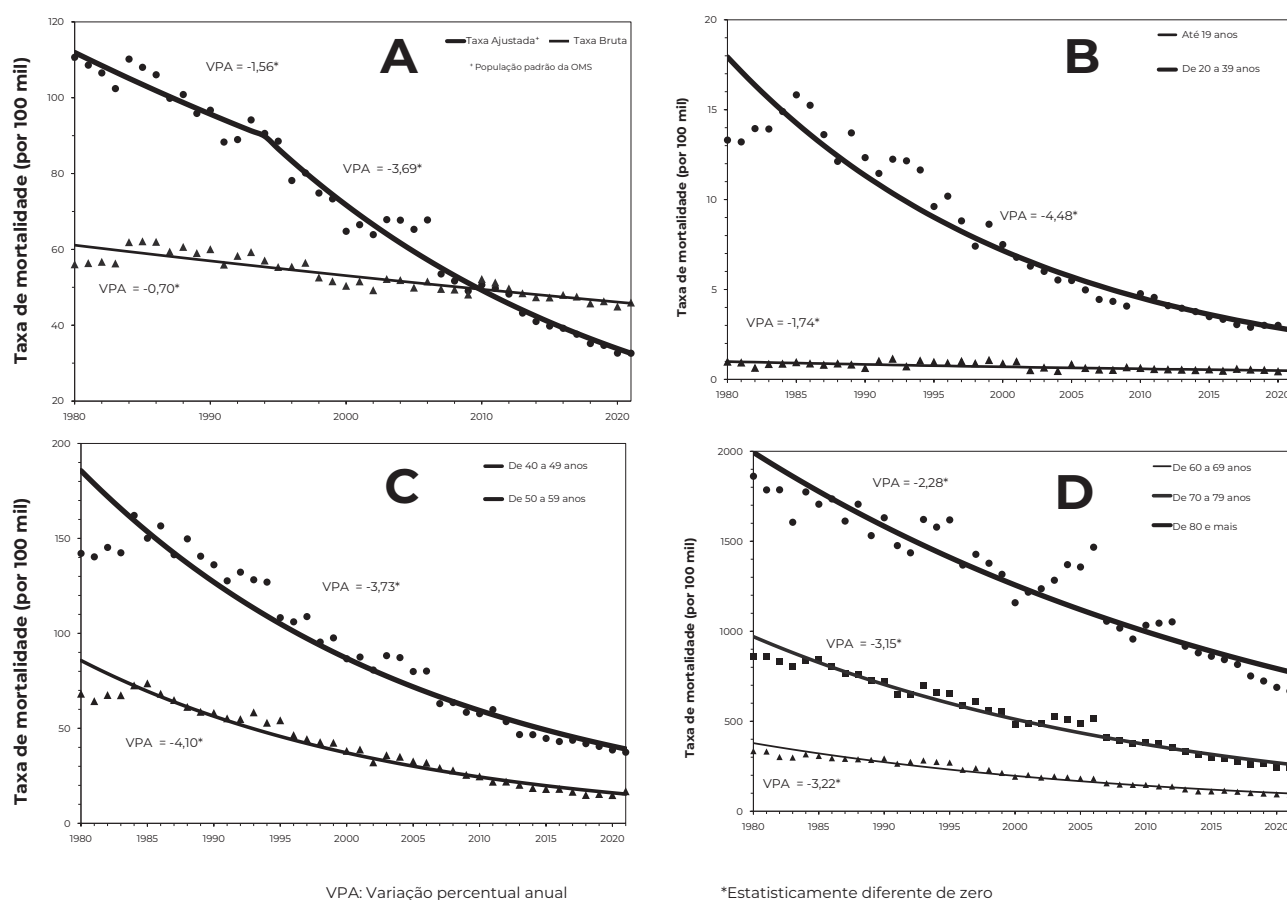 Taxa de mortalidade (por 100 mil)
120
100
80
60
40
20
1980
1990
2000
2010
2020
A
Taxa Ajustada⁺
Taxa Bruta
⁺ População padrão da OMS
VPA = -1,56*
VPA = -3,69*
VPA = -0,70*
Taxa de mortalidade (por 100 mil)
20
15
10
5
0
1980
1985
1990
1995
2000
2005
2010
2015
2020
B
Até 19 anos
De 20 a 39 anos
VPA = -4,48*
VPA = -1,74*
Taxa de mortalidade (por 100 mil)
200
150
100
50
0
1980
1985
1990
1995
2000
2005
2010
2015
2020
C
De 40 a 49 anos
De 50 a 59 anos
VPA = -3,73*
VPA = -4,10*
Taxa de mortalidade (por 100 mil)
2000
1500
1000
500
0
1980
1985
1990
1995
2000
2005
2010
2015
2020
D
De 60 a 69 anos
De 70 a 79 anos
De 80 e mais
VPA = -2,28*
VPA = -3,15*
VPA = -3,22*
VPA: Variação percentual anual
*Estatisticamente diferente de zero